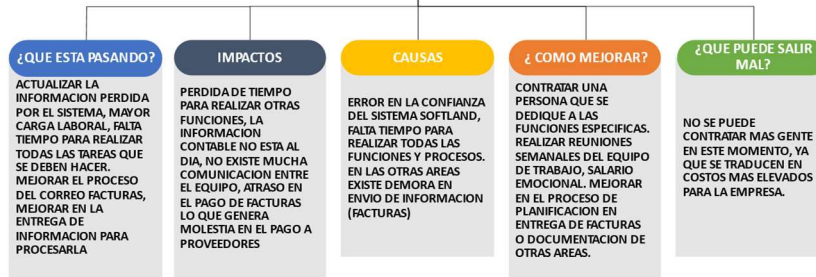 ¿QUE ESTA PASANDO?
ACTUALIZAR LA
INFORMACION PERDIDA
POR EL SISTEMA, MAYOR
CARGA LABORAL, FALTA
TIEMPO PARA REALIZAR
TODAS LAS TAREAS QUE
SE DEBEN HACER.
MEJORAR EL PROCESO
DEL CORREO FACTURAS,
MEJORAR EN LA
ENTREGA DE
INFORMACION PARA
PROCESARLA
IMPACTOS
PERDIDA DE TIEMPO
PARA REALIZAR OTRAS
FUNCIONES, LA
INFORMACION
CONTABLE NO ESTA AL
DIA, NO EXISTE MUCHA
COMUNICACION ENTRE
EL EQUIPO, ATRASO EN
EL PAGO DE FACTURAS
LO QUE GENERA
MOLESTIA EN EL PAGO A
PROVEEDORES
CAUSAS
ERROR EN LA CONFIANZA
DEL SISTEMA SOFTLAND,
FALTA TIEMPO PARA
REALIZAR TODAS LAS
FUNCIONES Y PROCESOS.
EN LAS OTRAS AREAS
EXISTE DEMORA EN
ENVIO DE INFORMACION
(FACTURAS)
¿ COMO MEJORAR?
CONTRATAR UNA
PERSONA QUE SE
DEDIQUE A LAS
FUNCIONES ESPECIFICAS.
REALIZAR REUNIONES
SEMANALES DEL EQUIPO
DE TRABAJO, SALARIO
EMOCIONAL. MEJORAR
EN EL PROCESO DE
PLANIFICACION EN
ENTREGA DE FACTURAS
O DOCUMENTACION DE
OTRAS AREAS.
¿QUE PUEDE SALIR
MAL?
NO SE PUEDE
CONTRATAR MAS GENTE
EN ESTE MOMENTO, YA
QUE SE TRADUCEN EN
COSTOS MAS ELEVADOS
PARA LA EMPRESA.